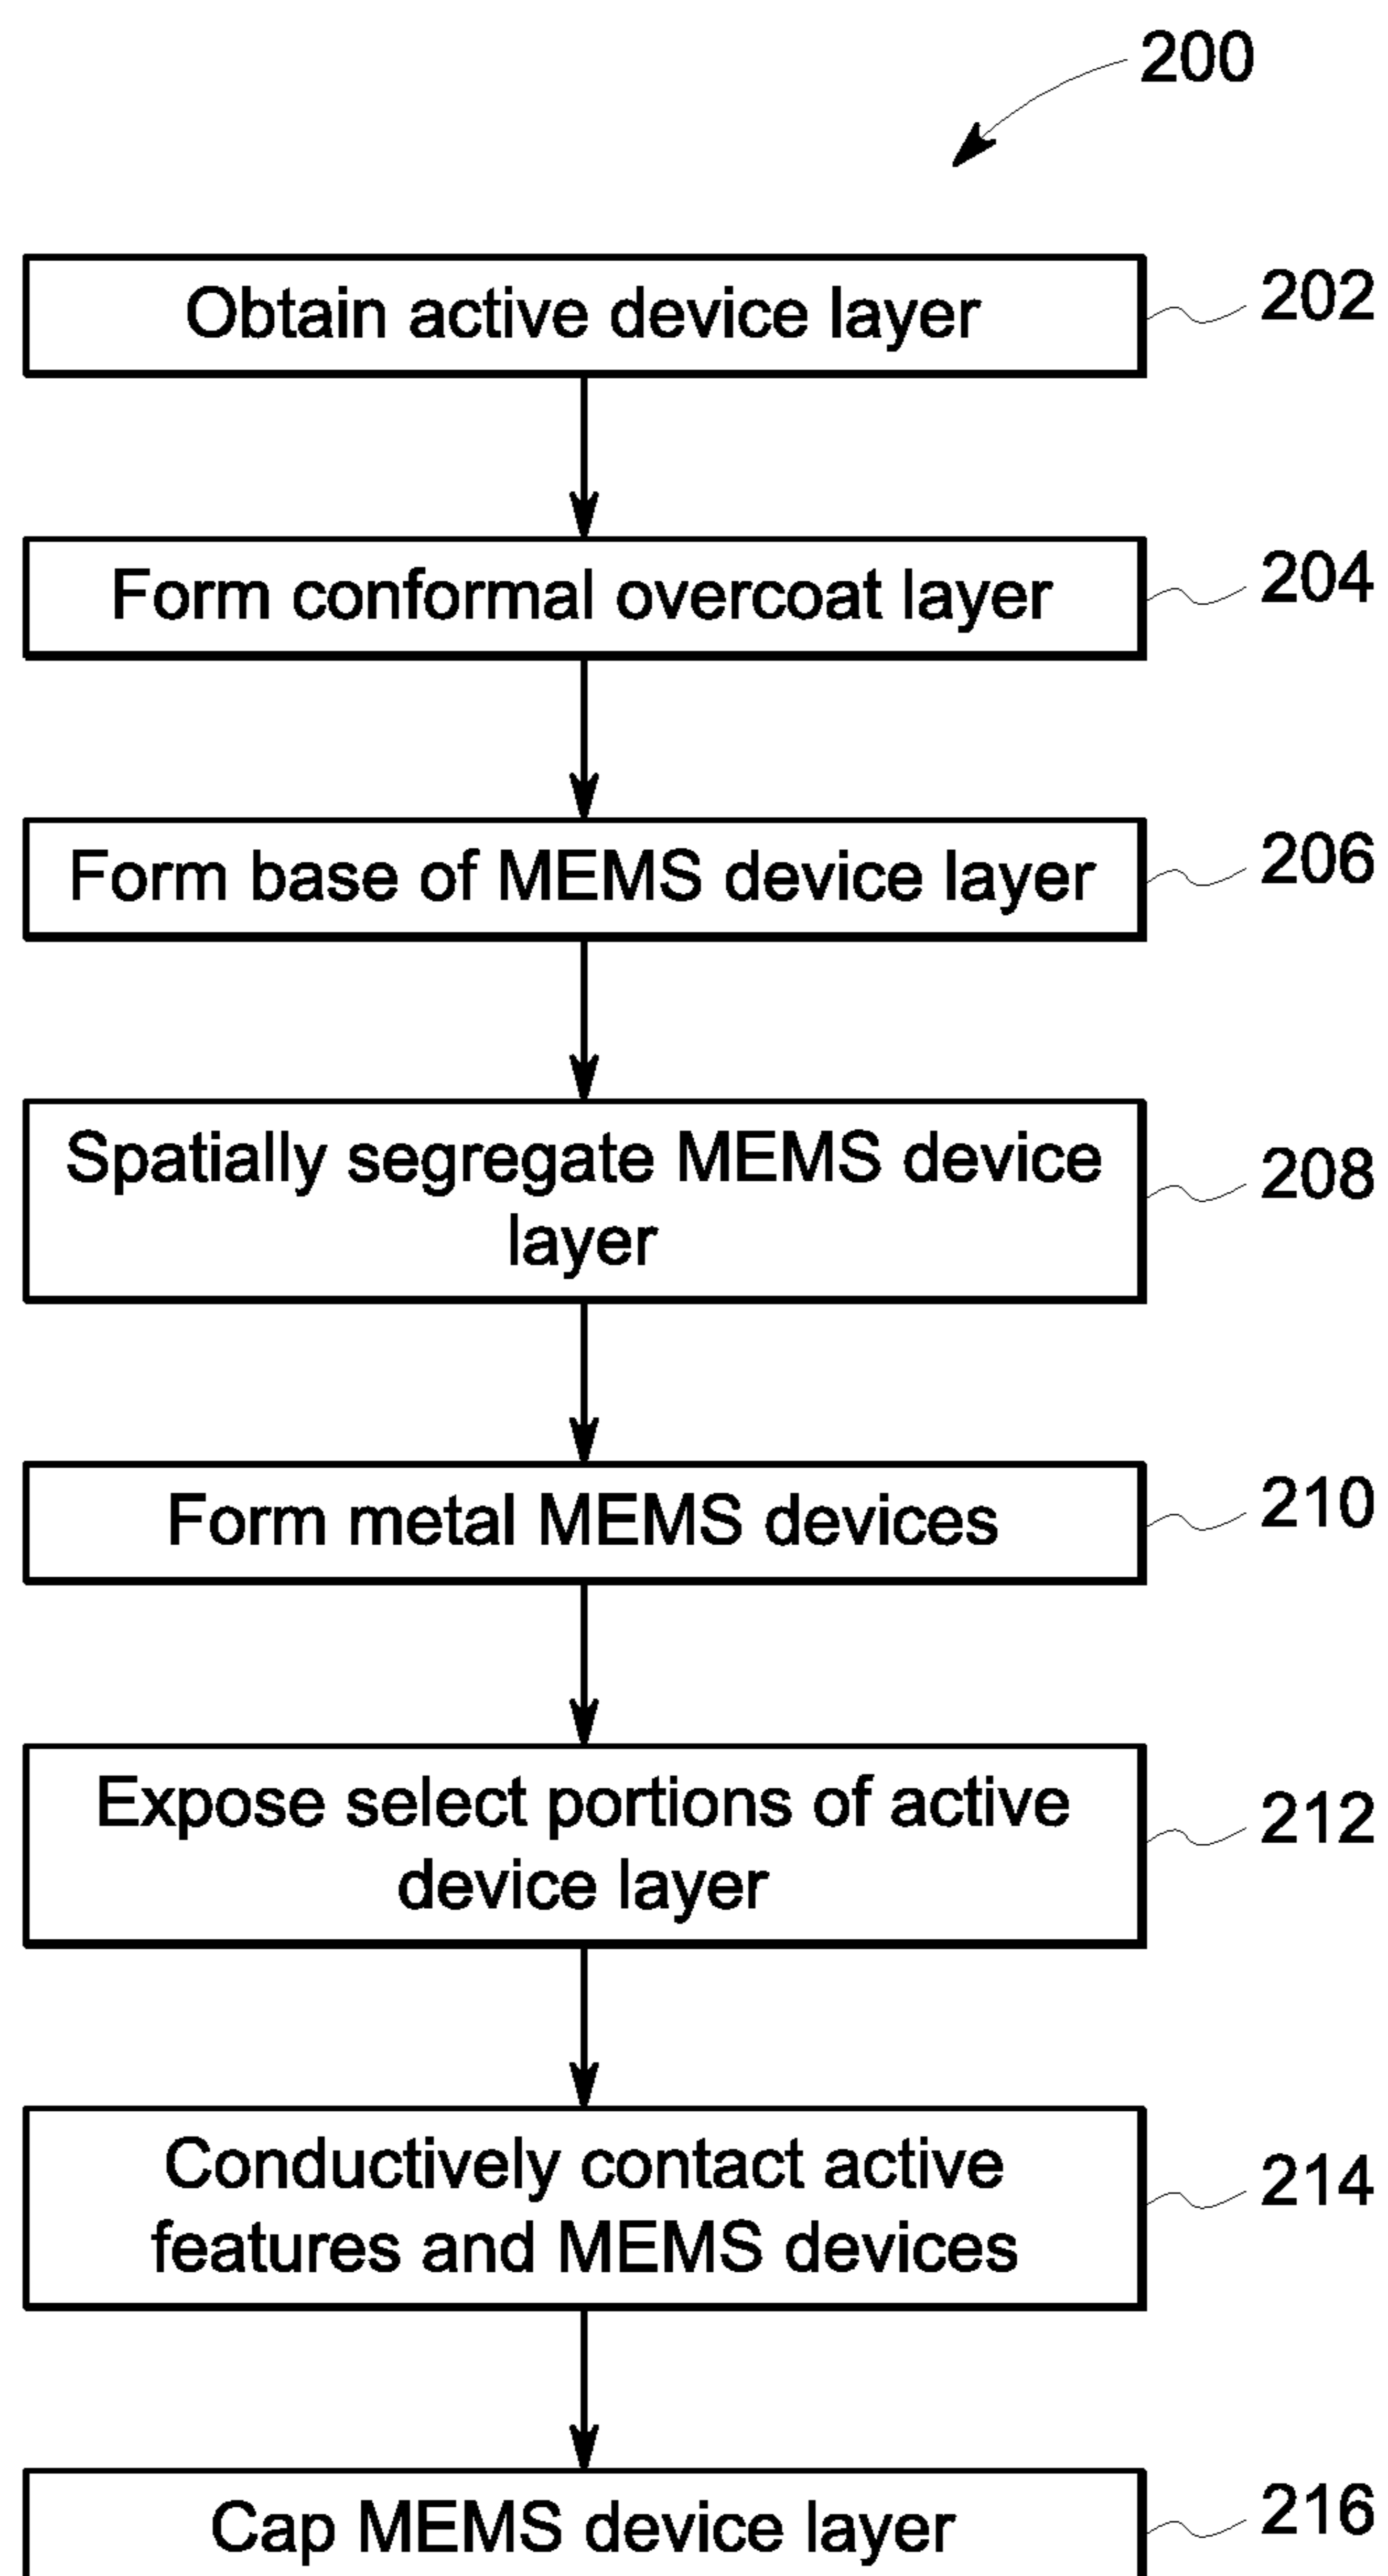 200
Obtain active device layer
202
Form conformal overcoat layer
204
Form base of MEMS device layer
206
Spatially segregate MEMS device
layer
208
Form metal MEMS devices
210
Expose select portions of active
device layer
212
Conductively contact active
features and MEMS devices
214
Cap MEMS device layer
216